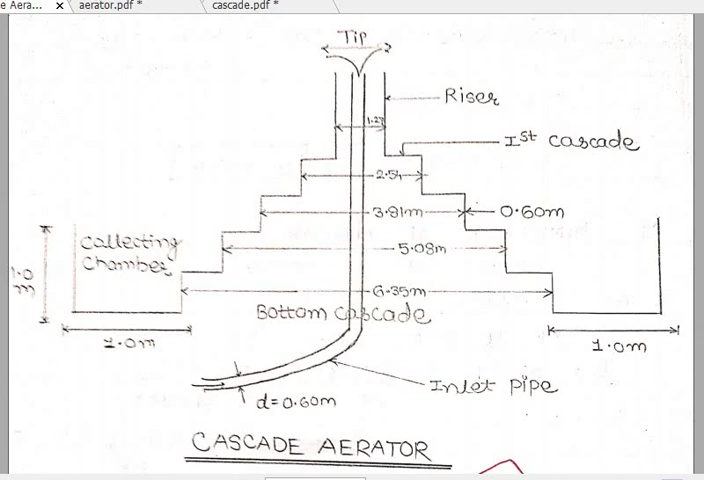 e Aera...
aerator.pdf *
cascade.pdf *
Tip
Riser
1.27
Ist cascade
2.54
3.81m
0.60m
collecting
Chamber
5.08m
1.0
m
6.35m
Bottom cascade
1.0m
1.0m
Inlet pipe
d=0.60m
CASCADE AERATOR